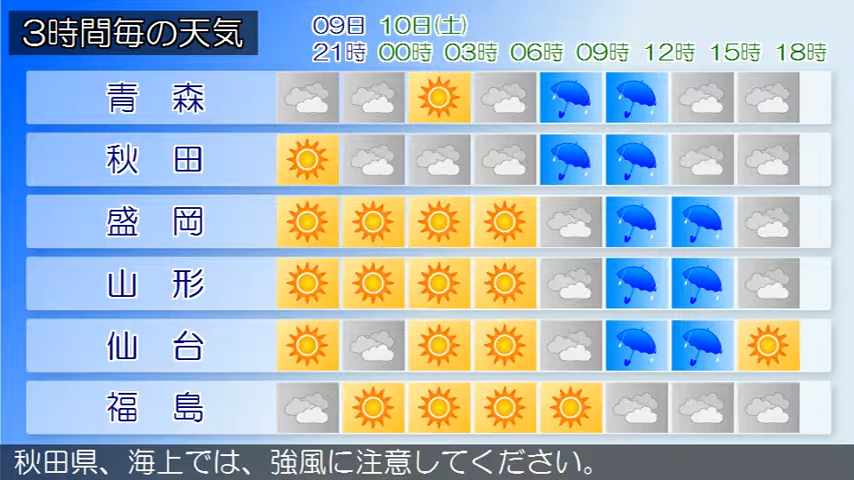 3時間毎の天気
09日 10日(土)
21時 00時 03時 06時 09時 12時 15時 18時
青森
秋田
盛岡
山形
仙台
福島
秋田県、海上では、強風に注意してください。